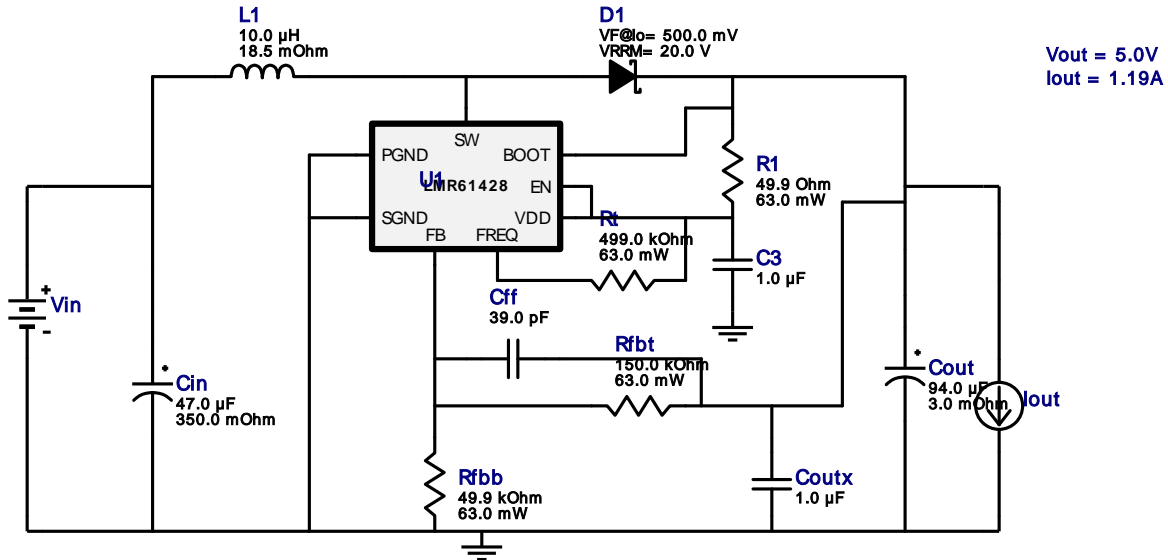 L1
10.0 µH
18.5 mOhm
D1
VF@Io= 500.0 mV
VRRM= 20.0 V
Vout = 5.0V
Iout = 1.19A
SW
PGND
BOOT
U1
LMR61428
EN
SGND
VDD
FB
FREQ
R1
49.9 Ohm
63.0 mW
Rt
499.0 kOhm
63.0 mW
C3
1.0 µF
Cff
39.0 pF
+
Vin
-
Rfbt
150.0 kOhm
63.0 mW
+
Cin
47.0 µF
350.0 mOhm
+
Cout
94.0 µF
3.0 mOhm
Iout
Rfbb
49.9 kOhm
63.0 mW
Coutx
1.0 µF